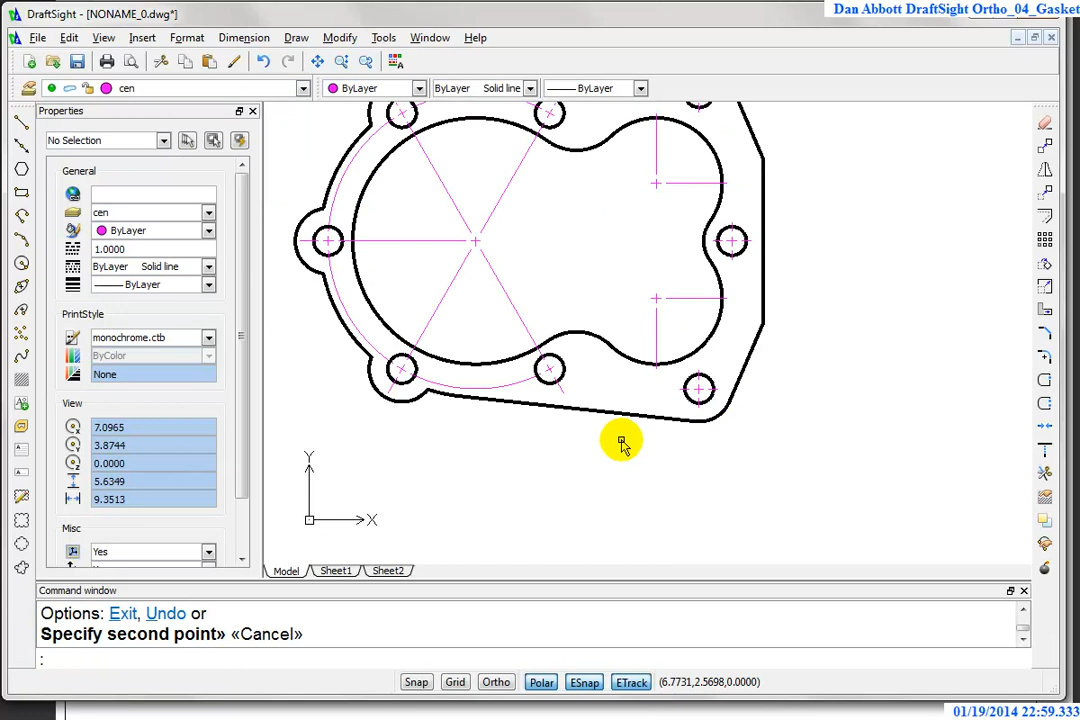 Dan Abbott DraftSight Ortho_04_Gasket
DraftSight - [NONAME_0.dwg*]
File Edit View Insert Format Dimension Draw Modify Tools Window Help
cen
ByLayer
ByLayer Solid line
ByLayer
Properties
No Selection
General
cen
ByLayer
1.0000
ByLayer Solid line
ByLayer
PrintStyle
monochrome.ctb
ByColor
None
View
7.0965
3.8744
0.0000
5.6349
9.3513
Misc
Yes
Y
X
Model Sheet1 Sheet2
Command window
Options: Exit, Undo or
Specify second point» «Cancel»
:
Snap Grid Ortho Polar ESnap ETrack (6.7731,2.5698,0.0000)
01/19/2014 22:59.333